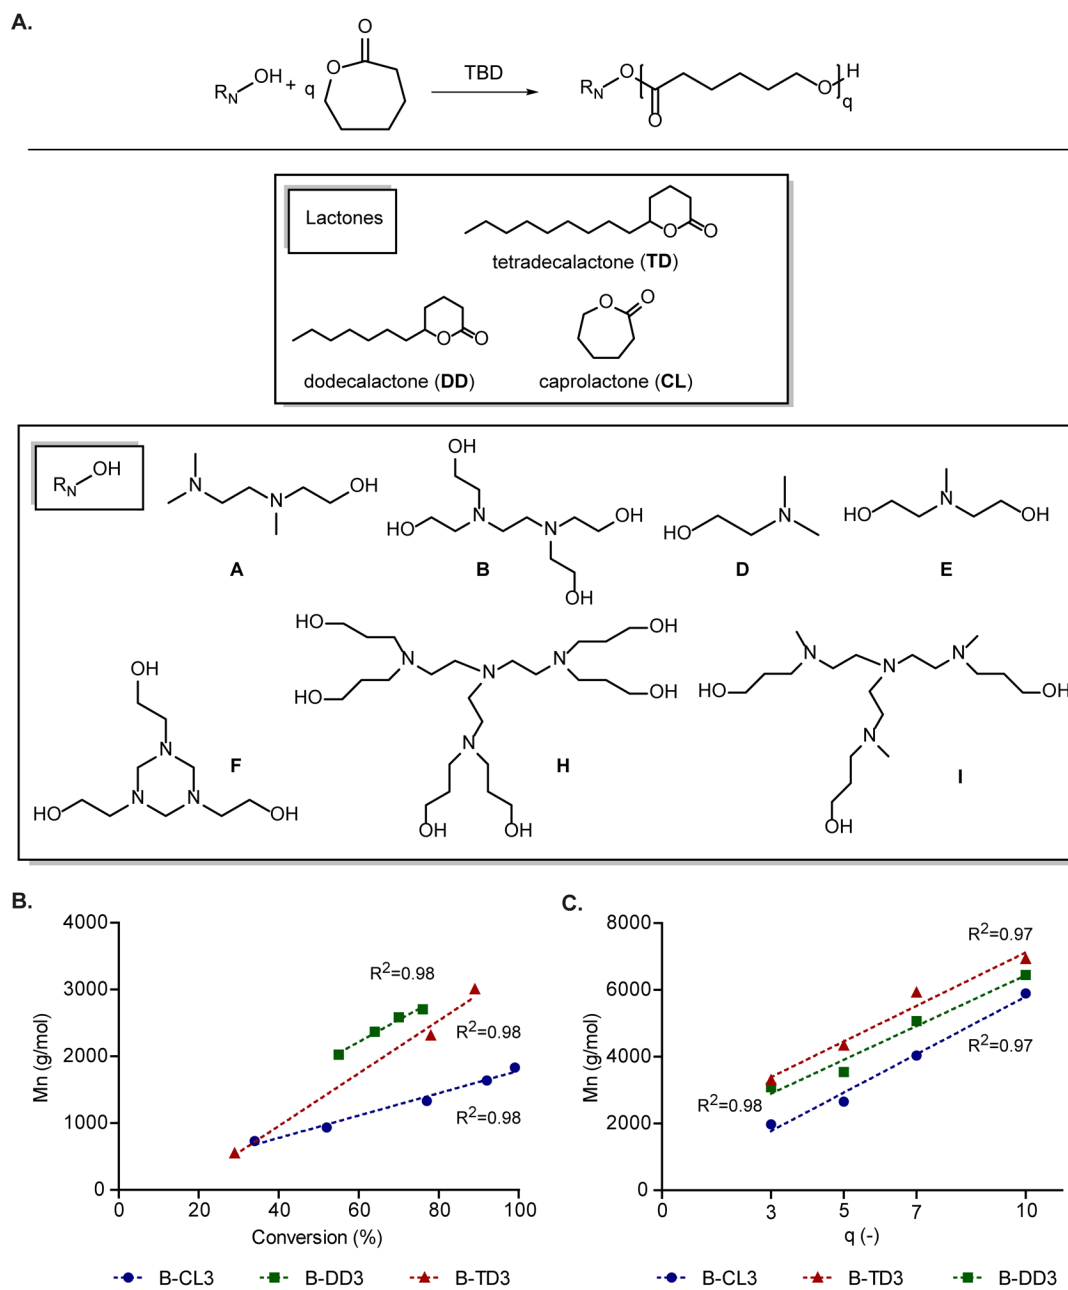 A.
R
N
OH
+
q
O
O
TBD
R
N
O
O
O
H
q
Lactones
O
O
tetradecalactone (TD)
O
O
dodecalactone (DD)
O
O
caprolactone (CL)
R
N
OH
N
N
OH
A
OH
HO
N
N
OH
OH
B
HO
N
D
HO
N
OH
E
OH
N
N
N
HO
OH
F
HO
HO
N
N
N
OH
OH
N
OH
OH
H
N
N
N
HO
OH
N
OH
I
B.
Mn (g/mol)
4000
3000
2000
1000
0
R²=0.98
R²=0.98
R²=0.98
0 20 40 60 80 100
Conversion (%)
B-CL3 B-DD3 B-TD3
C.
Mn (g/mol)
8000
6000
4000
2000
0
R²=0.97
R²=0.97
R²=0.98
0 3 5 7 10
q (-)
B-CL3 B-TD3 B-DD3